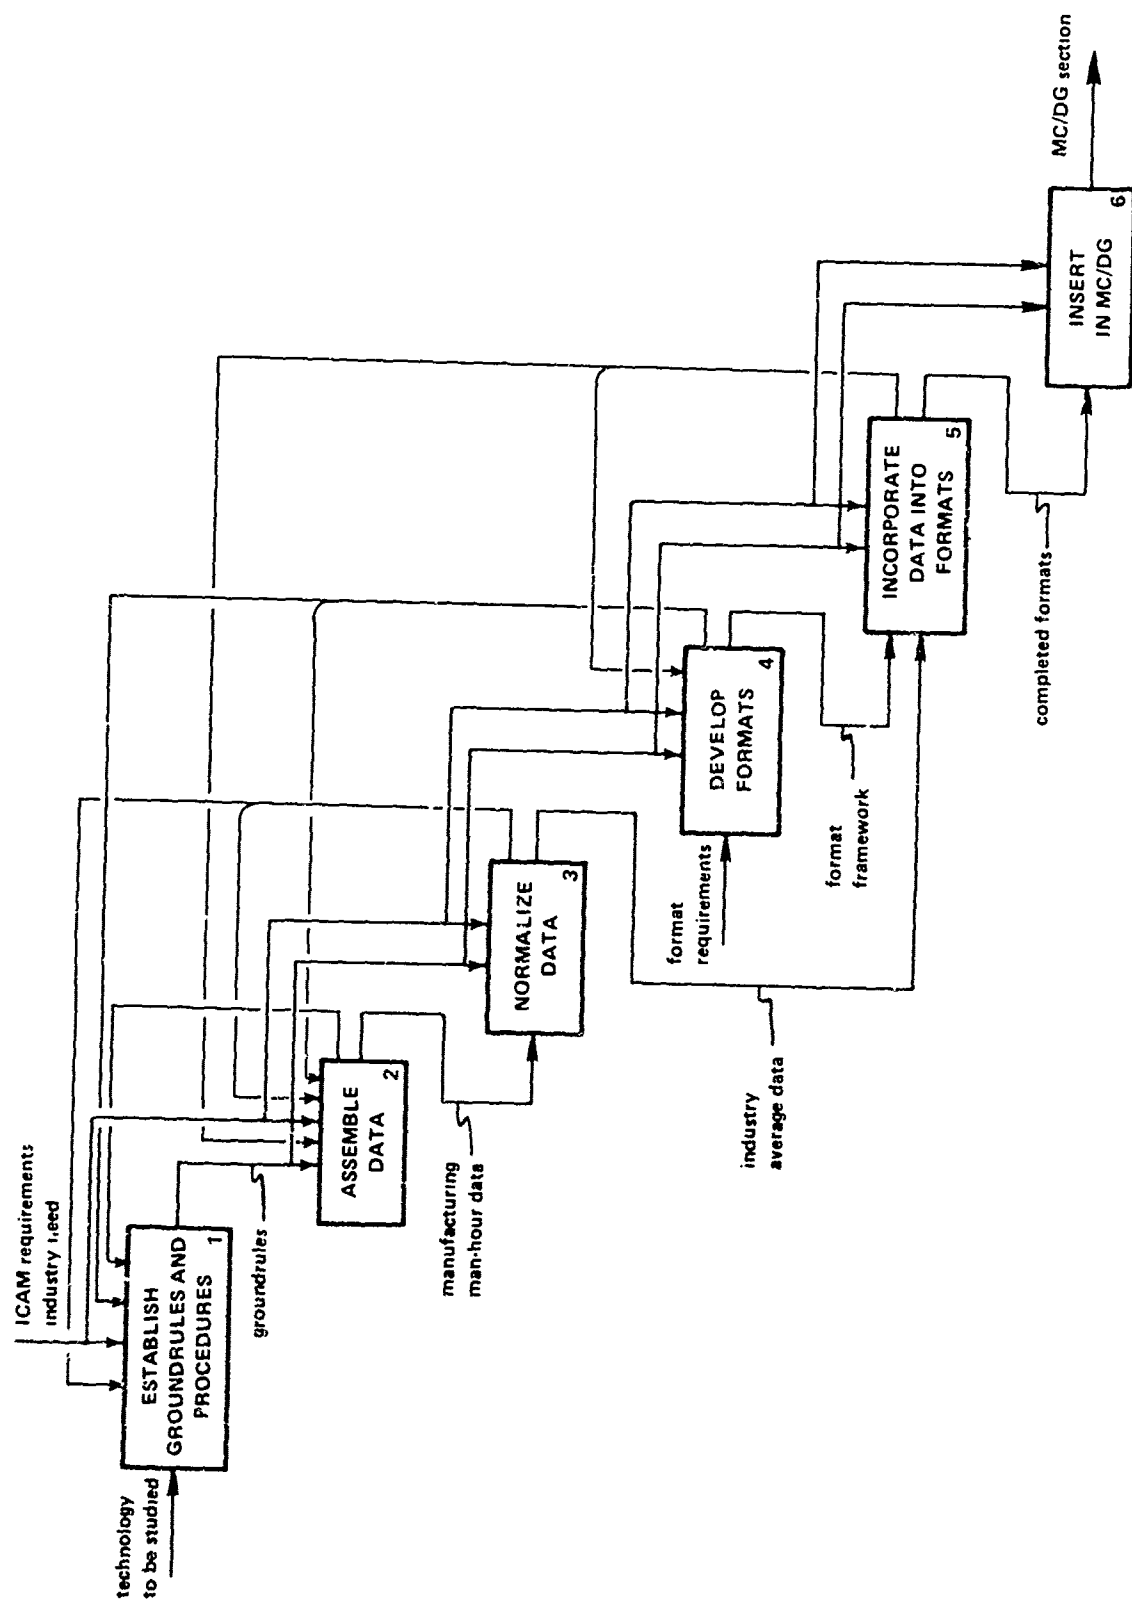 ICAM requirements
industry need
technology
to be studied
ESTABLISH
GROUNDRULES AND
PROCEDURES
1
groundrules
ASSEMBLE
DATA
2
manufacturing
man-hour data
NORMALIZE
DATA
3
industry
average data
format
requirements
DEVELOP
FORMATS
4
format
framework
INCORPORATE
DATA INTO
FORMATS
5
completed formats
INSERT
IN MC/DG
6
MC/DG section